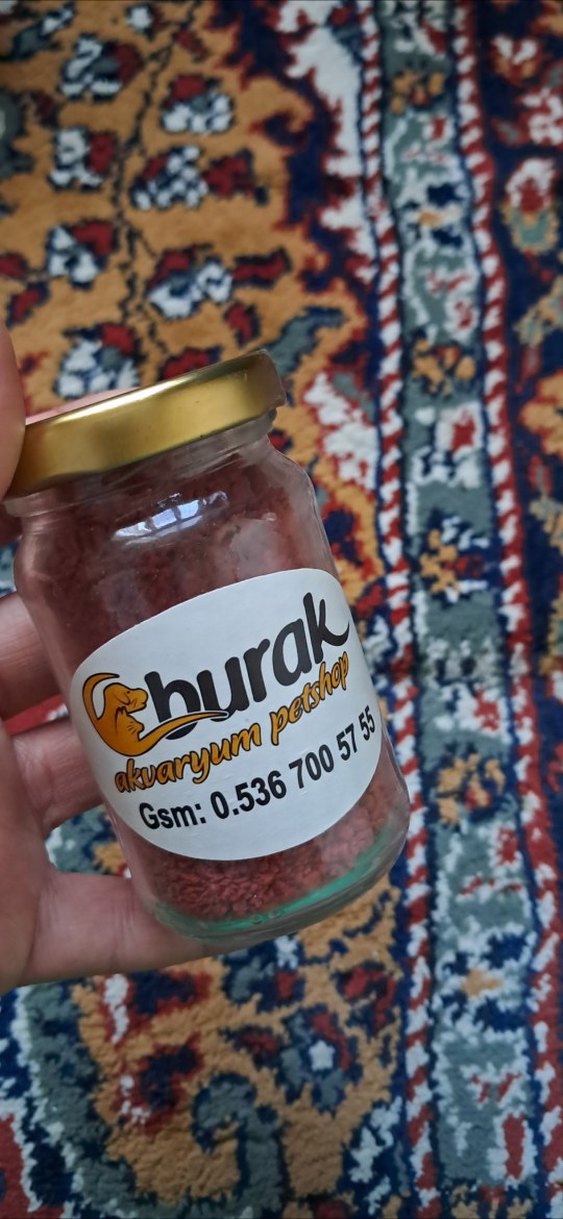 burak
akvaryum petshop
Gsm: 0.536 700 57 55